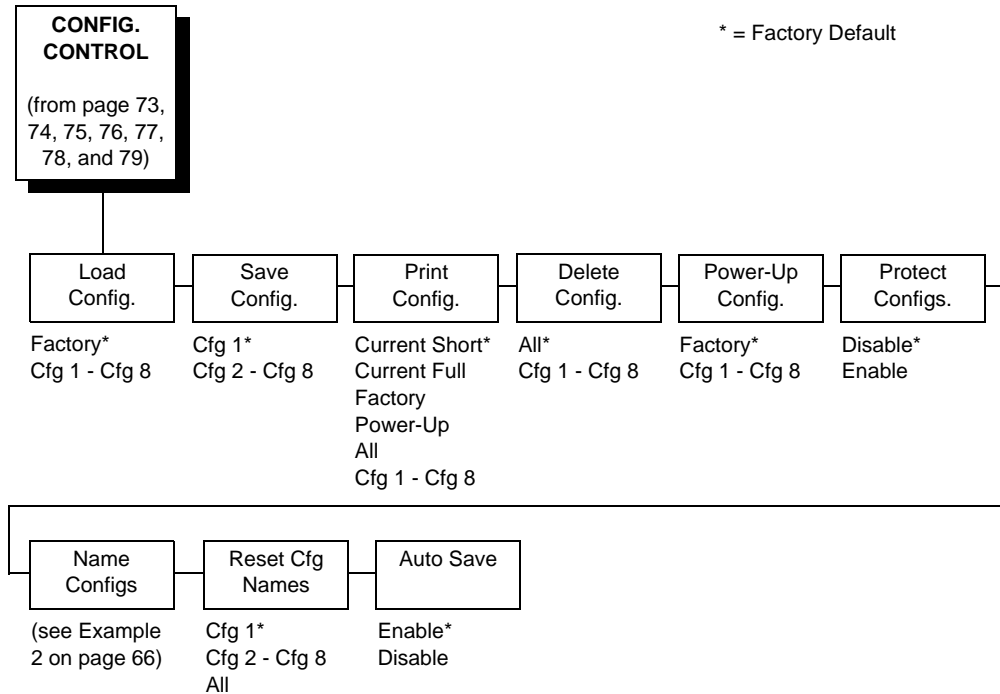 CONFIG.
CONTROL
(from page 73,
74, 75, 76, 77,
78, and 79)
* = Factory Default
Load
Config.
Factory*
Cfg 1 - Cfg 8
Save
Config.
Cfg 1*
Cfg 2 - Cfg 8
Print
Config.
Current Short*
Current Full
Factory
Power-Up
All
Cfg 1 - Cfg 8
Delete
Config.
All*
Cfg 1 - Cfg 8
Power-Up
Config.
Factory*
Cfg 1 - Cfg 8
Protect
Configs.
Disable*
Enable
Name
Configs
(see Example
2 on page 66)
Reset Cfg
Names
Cfg 1*
Cfg 2 - Cfg 8
All
Auto Save
Enable*
Disable